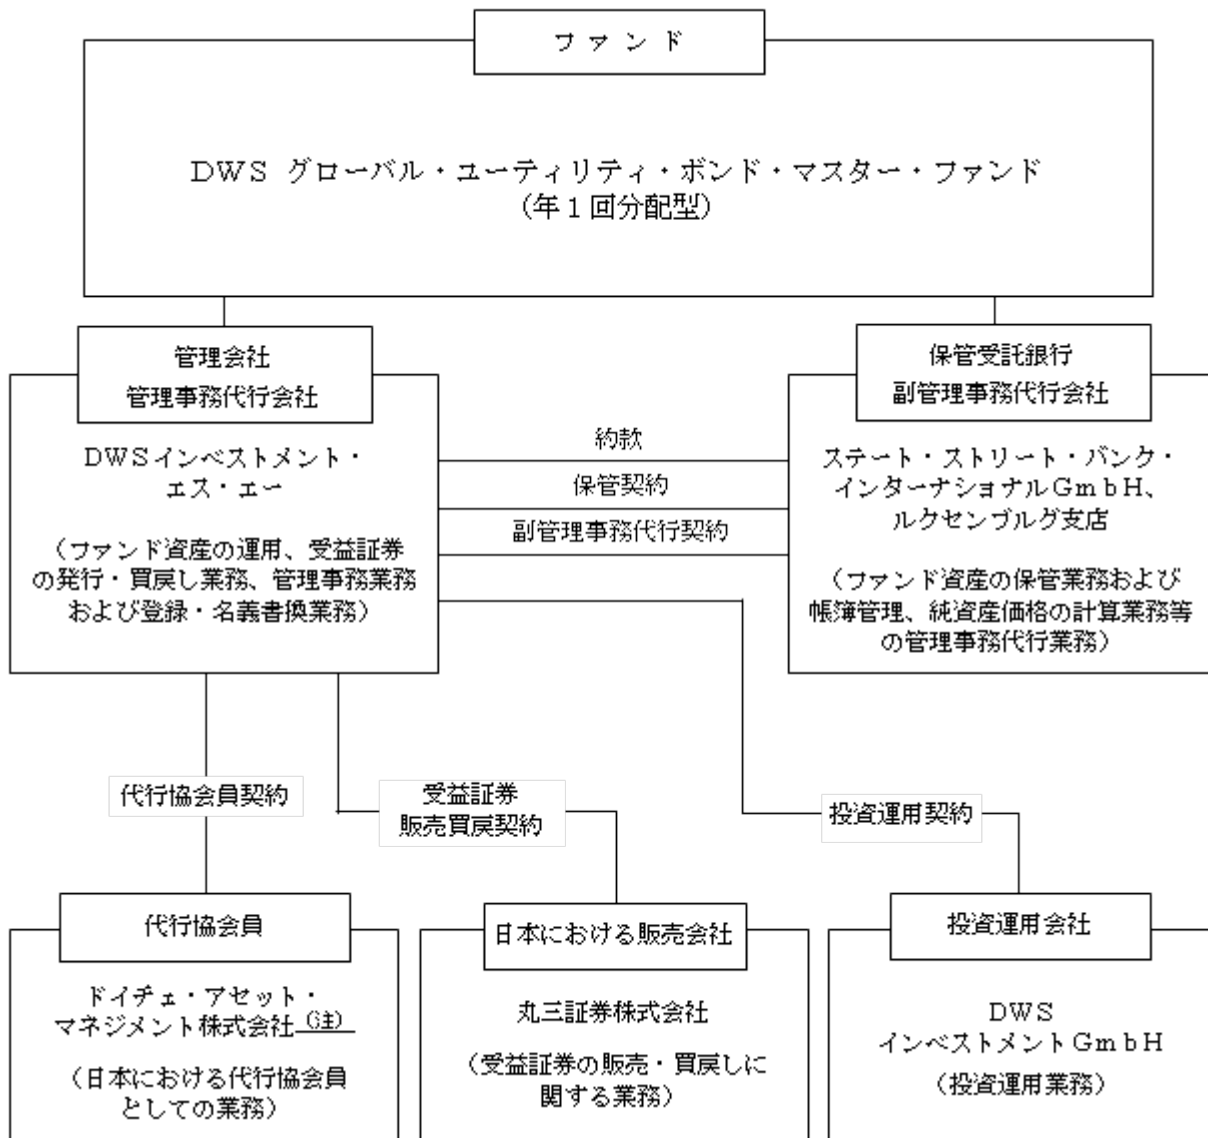 ファンド
DWS グローバル・ユーティリティ・ボンド・マスター・ファンド
（年１回分配型）
管理会社
管理事務代行会社
DWSインベストメント・
エス・エー
（ファンド資産の運用、受益証券
の発行・買戻し業務、管理事務業務
および登録・名義書換業務）
約款
保管契約
副管理事務代行契約
保管受託銀行
副管理事務代行会社
ステート・ストリート・バンク・
インターナショナルGmbH、
ルクセンブルグ支店
（ファンド資産の保管業務および
帳簿管理、純資産価格の計算業務等
の管理事務代行業務）
代行協会員契約
受益証券
販売買戻契約
投資運用契約
代行協会員
ドイチェ・アセット・
マネジメント株式会社（注）
（日本における代行協会員
としての業務）
日本における販売会社
丸三証券株式会社
（受益証券の販売・買戻しに
関する業務）
投資運用会社
DWS
インベストメントGmbH
（投資運用業務）